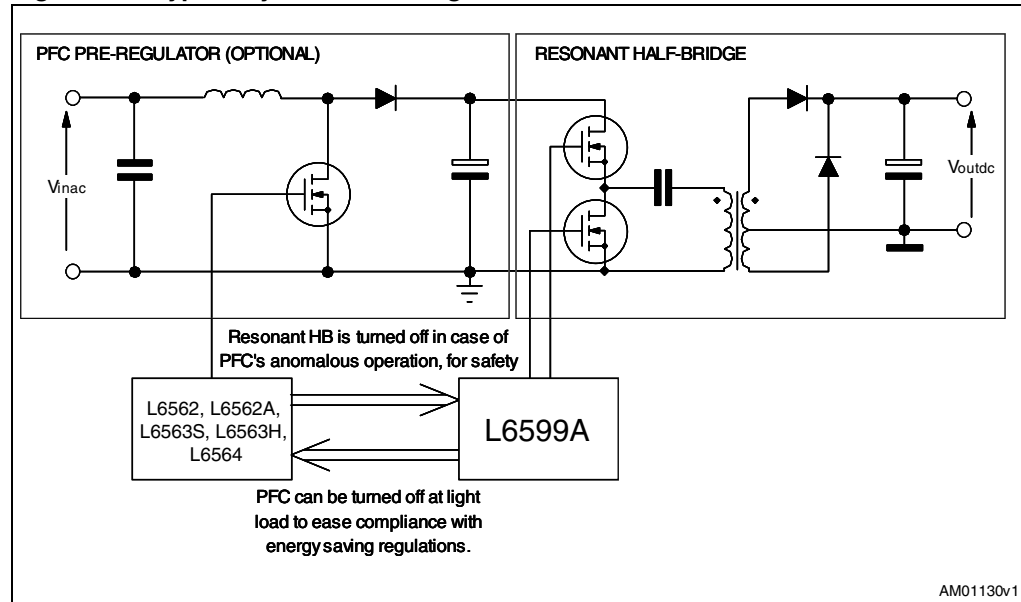 PFC PRE-REGULATOR (OPTIONAL)
RESONANT HALF-BRIDGE
Vinac
Voutdc
Resonant HB is turned off in case of
PFC's anomalous operation, for safety
L6562, L6562A,
L6563S, L6563H,
L6564
L6599A
PFC can be turned off at light
load to ease compliance with
energy saving regulations.
AM01130v1